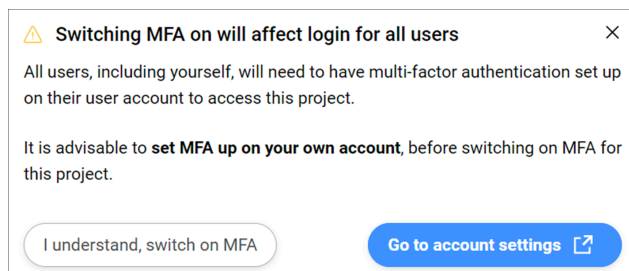 Switching MFA on will affect login for all users
All users, including yourself, will need to have multi-factor authentication set up
on their user account to access this project.
It is advisable to set MFA up on your own account, before switching on MFA for
this project.
I understand, switch on MFA
Go to account settings